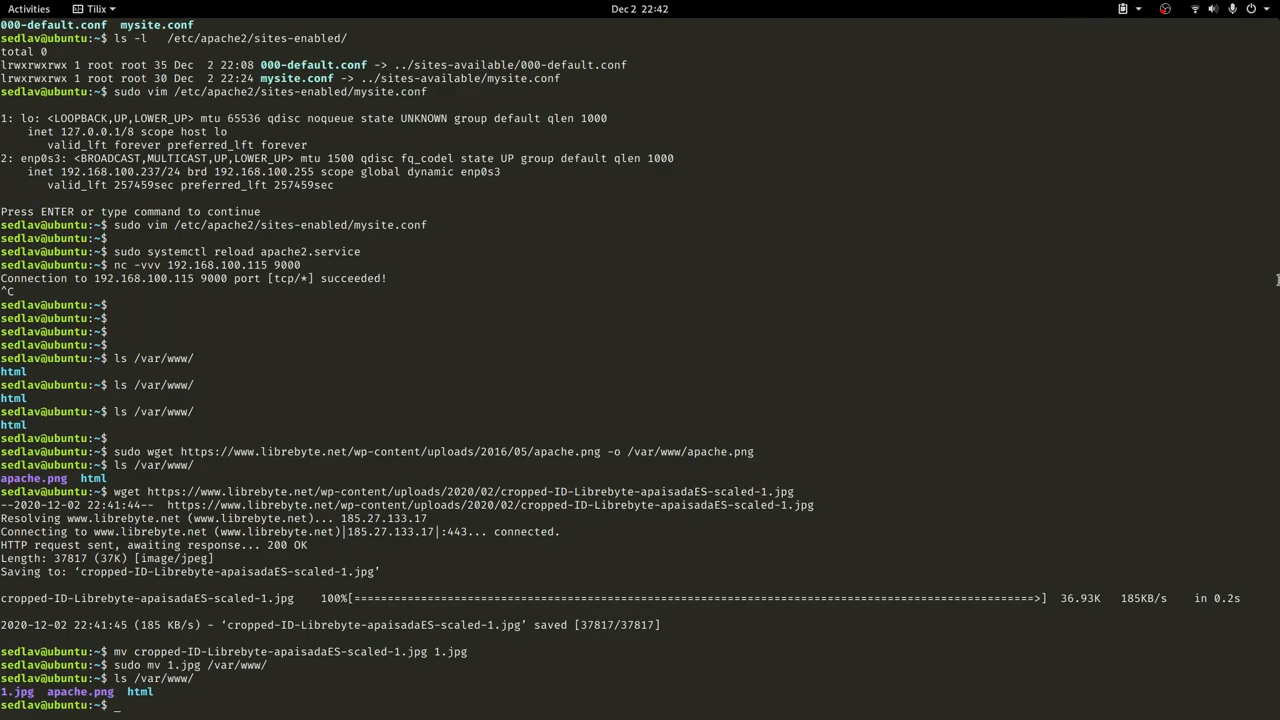 Activities Tilix Dec 2 22:42
000-default.conf  mysite.conf
sedlav@ubuntu:~$ ls -l   /etc/apache2/sites-enabled/
total 0
lrwxrwxrwx 1 root root 35 Dec  2 22:08 000-default.conf -> ../sites-available/000-default.conf
lrwxrwxrwx 1 root root 30 Dec  2 22:24 mysite.conf -> ../sites-available/mysite.conf
sedlav@ubuntu:~$ sudo vim /etc/apache2/sites-enabled/mysite.conf
1: lo: <LOOPBACK,UP,LOWER_UP> mtu 65536 qdisc noqueue state UNKNOWN group default qlen 1000
    inet 127.0.0.1/8 scope host lo
       valid_lft forever preferred_lft forever
2: enp0s3: <BROADCAST,MULTICAST,UP,LOWER_UP> mtu 1500 qdisc fq_codel state UP group default qlen 1000
    inet 192.168.100.237/24 brd 192.168.100.255 scope global dynamic enp0s3
       valid_lft 257459sec preferred_lft 257459sec
Press ENTER or type command to continue
sedlav@ubuntu:~$ sudo vim /etc/apache2/sites-enabled/mysite.conf
sedlav@ubuntu:~$
sedlav@ubuntu:~$ sudo systemctl reload apache2.service
sedlav@ubuntu:~$ nc -vvv 192.168.100.115 9000
Connection to 192.168.100.115 9000 port [tcp/*] succeeded!
^C
sedlav@ubuntu:~$
sedlav@ubuntu:~$
sedlav@ubuntu:~$
sedlav@ubuntu:~$
sedlav@ubuntu:~$ ls /var/www/
html
sedlav@ubuntu:~$ ls /var/www/
html
sedlav@ubuntu:~$ ls /var/www/
html
sedlav@ubuntu:~$
sedlav@ubuntu:~$ sudo wget https://www.librebyte.net/wp-content/uploads/2016/05/apache.png -o /var/www/apache.png
sedlav@ubuntu:~$ ls /var/www/
apache.png  html
sedlav@ubuntu:~$ wget https://www.librebyte.net/wp-content/uploads/2020/02/cropped-ID-Librebyte-apaisadaES-scaled-1.jpg
--2020-12-02 22:41:44--  https://www.librebyte.net/wp-content/uploads/2020/02/cropped-ID-Librebyte-apaisadaES-scaled-1.jpg
Resolving www.librebyte.net (www.librebyte.net)... 185.27.133.17
Connecting to www.librebyte.net (www.librebyte.net)|185.27.133.17|:443... connected.
HTTP request sent, awaiting response... 200 OK
Length: 37817 (37K) [image/jpeg]
Saving to: ‘cropped-ID-Librebyte-apaisadaES-scaled-1.jpg’
cropped-ID-Librebyte-apaisadaES-scaled-1.jpg    100%[=====================================================================================================>]  36.93K   185KB/s    in 0.2s
2020-12-02 22:41:45 (185 KB/s) - ‘cropped-ID-Librebyte-apaisadaES-scaled-1.jpg’ saved [37817/37817]
sedlav@ubuntu:~$ mv cropped-ID-Librebyte-apaisadaES-scaled-1.jpg 1.jpg
sedlav@ubuntu:~$ sudo mv 1.jpg /var/www/
sedlav@ubuntu:~$ ls /var/www/
1.jpg  apache.png  html
sedlav@ubuntu:~$ _